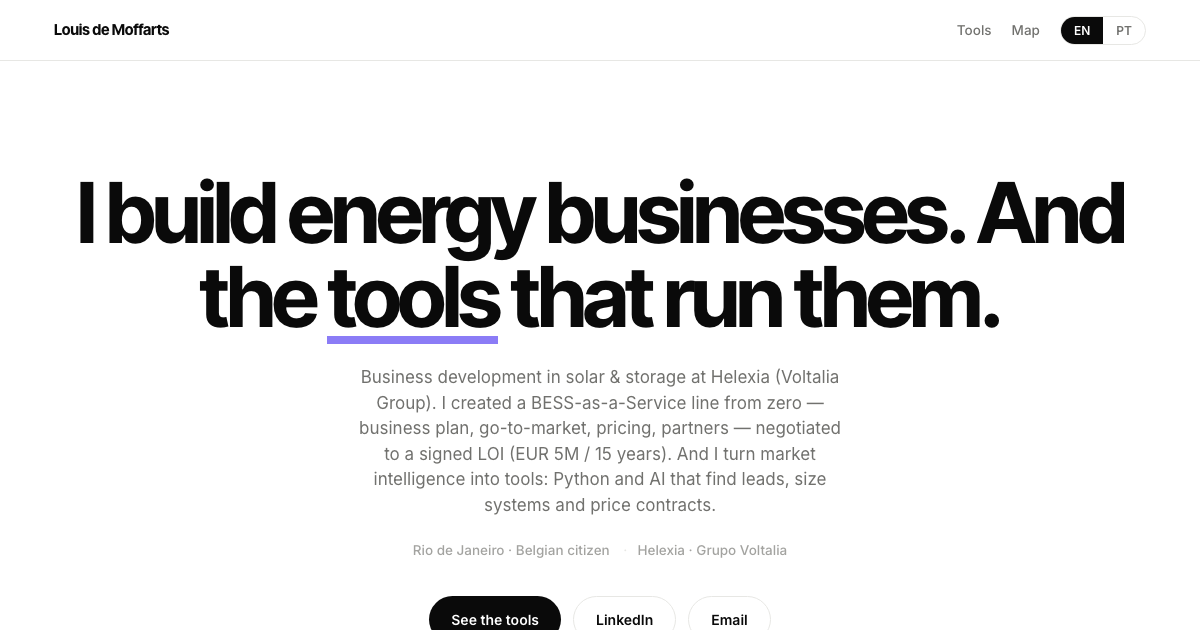 Louis de Moffarts
Tools
Map
EN
PT
I build energy businesses. And
the tools that run them.
Business development in solar & storage at Helexia (Voltalia
Group). I created a BESS-as-a-Service line from zero —
business plan, go-to-market, pricing, partners — negotiated
to a signed LOI (EUR 5M / 15 years). And I turn market
intelligence into tools: Python and AI that find leads, size
systems and price contracts.
Rio de Janeiro · Belgian citizen · Helexia · Grupo Voltalia
See the tools
LinkedIn
Email